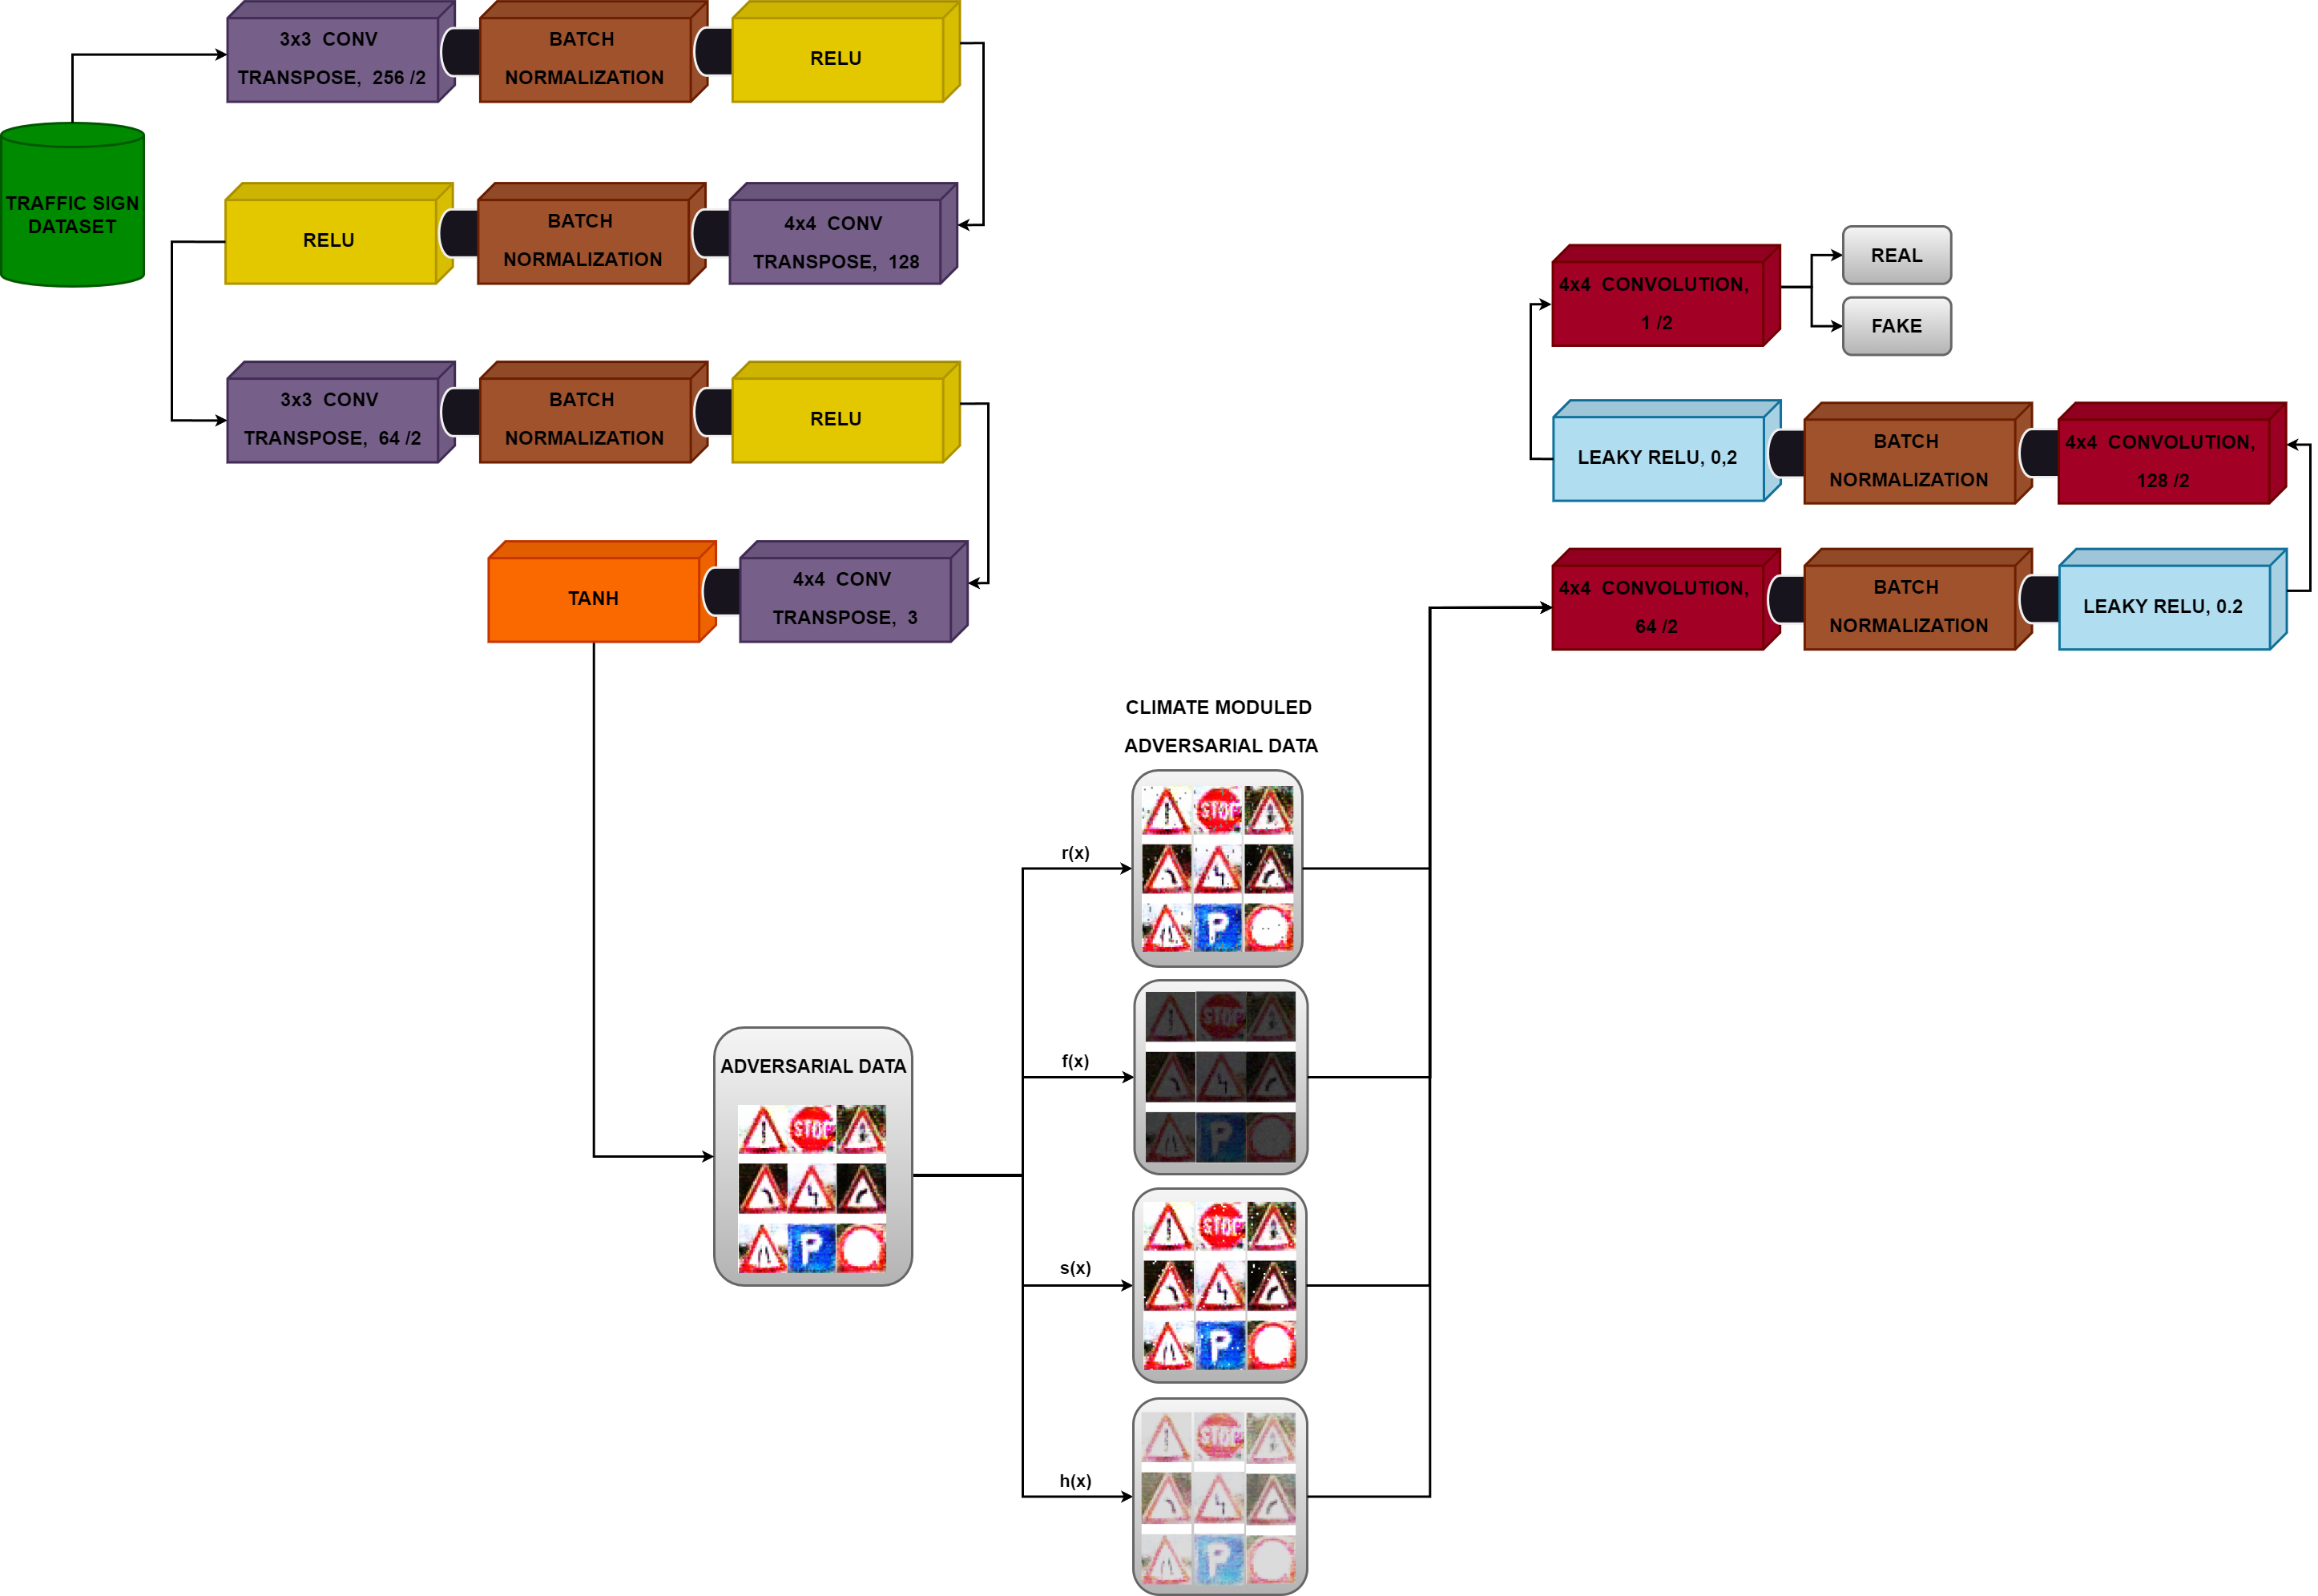 3x3 CONV
TRANSPOSE, 256 /2
BATCH
NORMALIZATION
RELU
TRAFFIC SIGN
DATASET
RELU
BATCH
NORMALIZATION
4x4 CONV
TRANSPOSE, 128
3x3 CONV
TRANSPOSE, 64 /2
BATCH
NORMALIZATION
RELU
TANH
4x4 CONV
TRANSPOSE, 3
ADVERSARIAL DATA
STOP
P
CLIMATE MODULED
ADVERSARIAL DATA
r(x)
STOP
P
f(x)
STOP
P
s(x)
STOP
P
h(x)
STOP
P
4x4 CONVOLUTION,
64 /2
BATCH
NORMALIZATION
LEAKY RELU, 0.2
4x4 CONVOLUTION,
128 /2
BATCH
NORMALIZATION
LEAKY RELU, 0,2
4x4 CONVOLUTION,
1 /2
REAL
FAKE